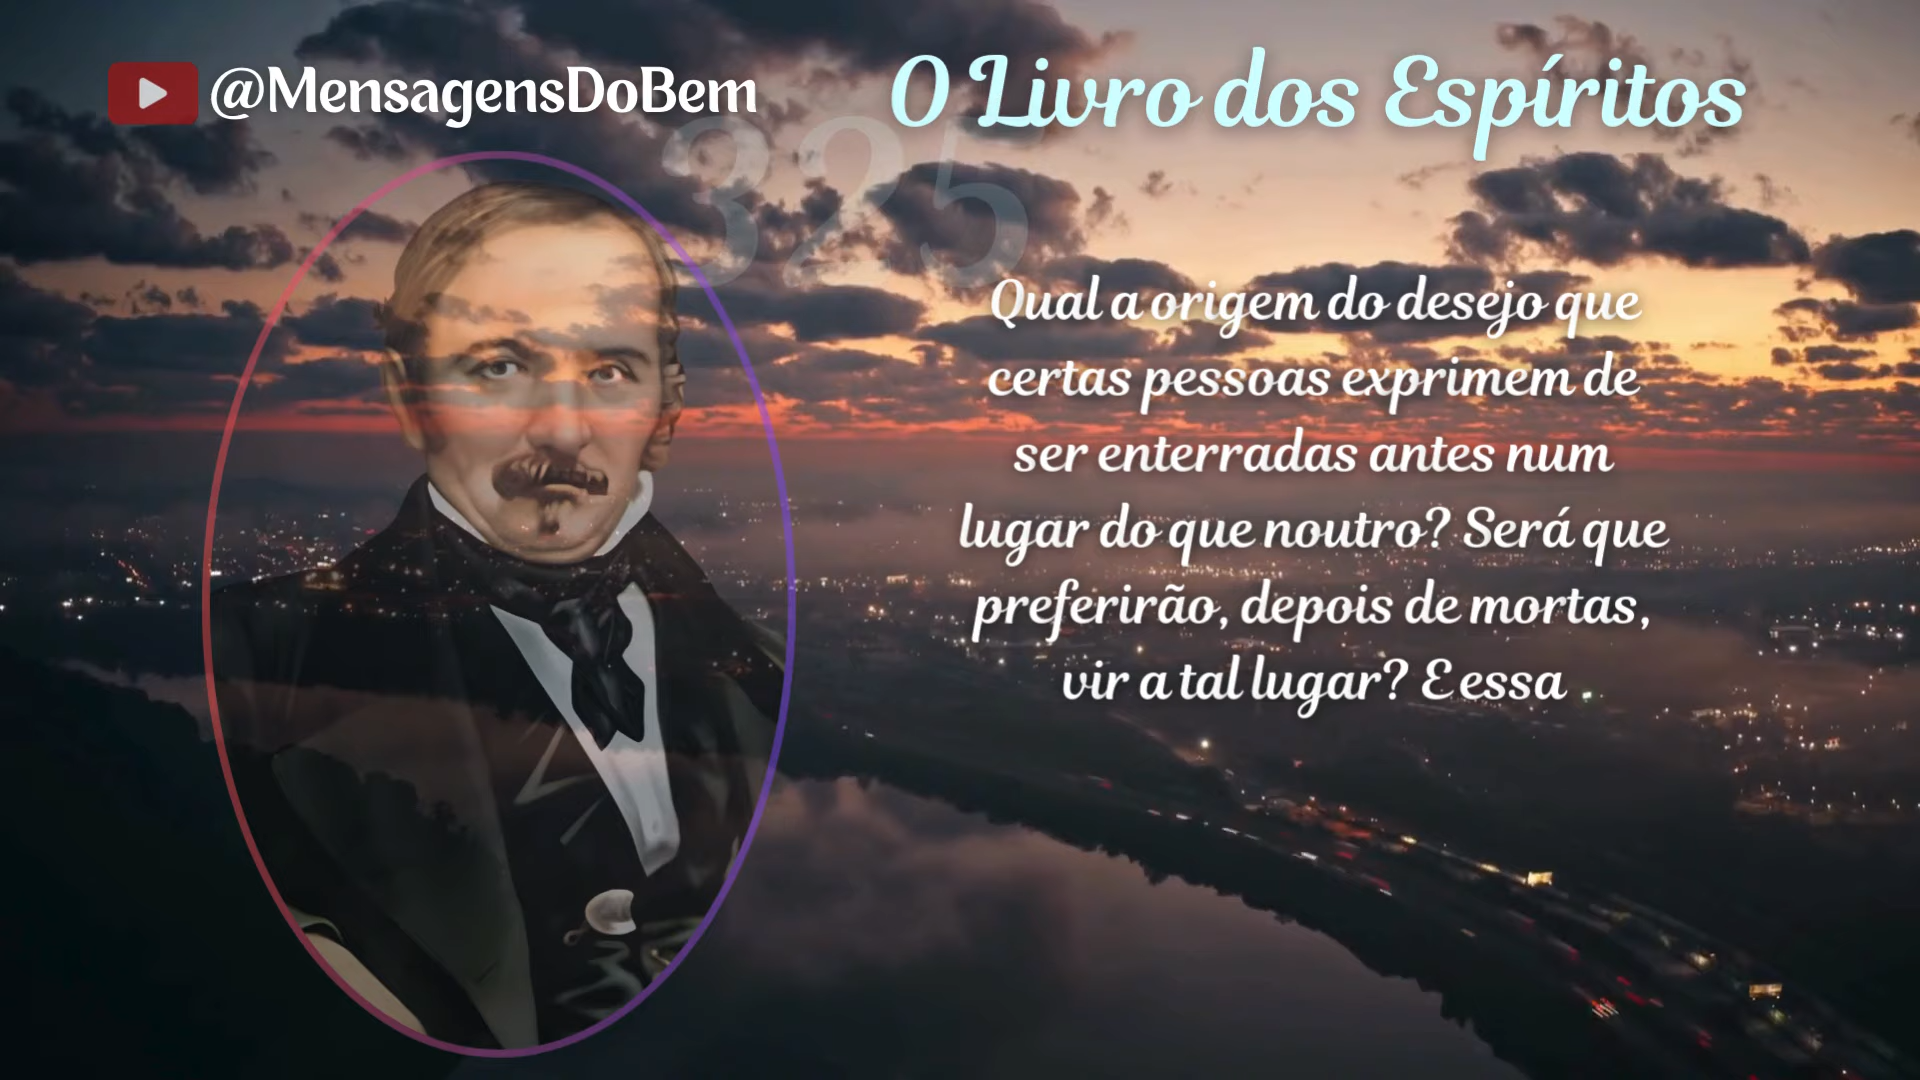 @MensagensDoBem
O Livro dos Espíritos
325
Qual a origem do desejo que
certas pessoas exprimem de
ser enterradas antes num
lugar do que noutro? Será que
preferirão, depois de mortas,
vir a tal lugar? E essa